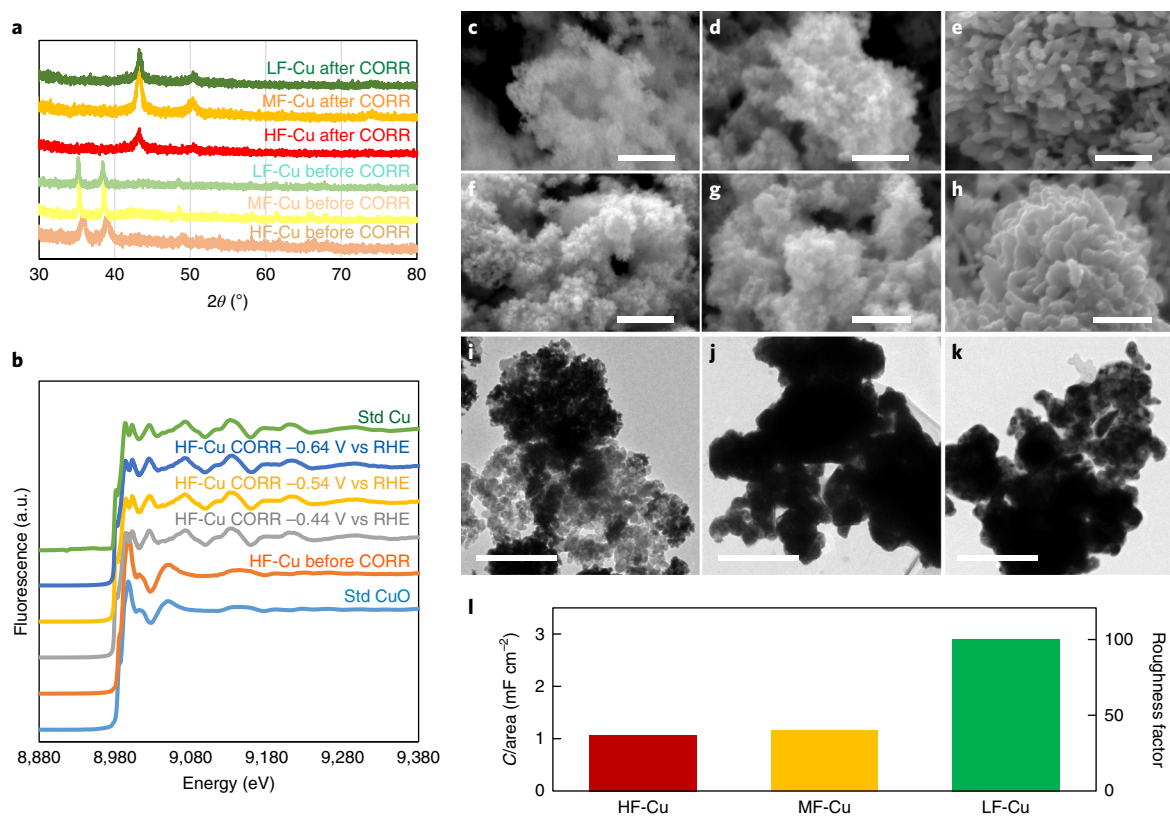 a
LF-Cu after CORR
MF-Cu after CORR
HF-Cu after CORR
LF-Cu before CORR
MF-Cu before CORR
HF-Cu before CORR
30 40 50 60 70 80
2θ (°)
b
Std Cu
HF-Cu CORR –0.64 V vs RHE
HF-Cu CORR –0.54 V vs RHE
HF-Cu CORR –0.44 V vs RHE
HF-Cu before CORR
Std CuO
Fluorescence (a.u.)
8,880 8,980 9,080 9,180 9,280 9,380
Energy (eV)
c d e
f g h
i j k
l
3
2
1
0
C/area (mF cm⁻²)
100
50
0
Roughness factor
HF-Cu MF-Cu LF-Cu